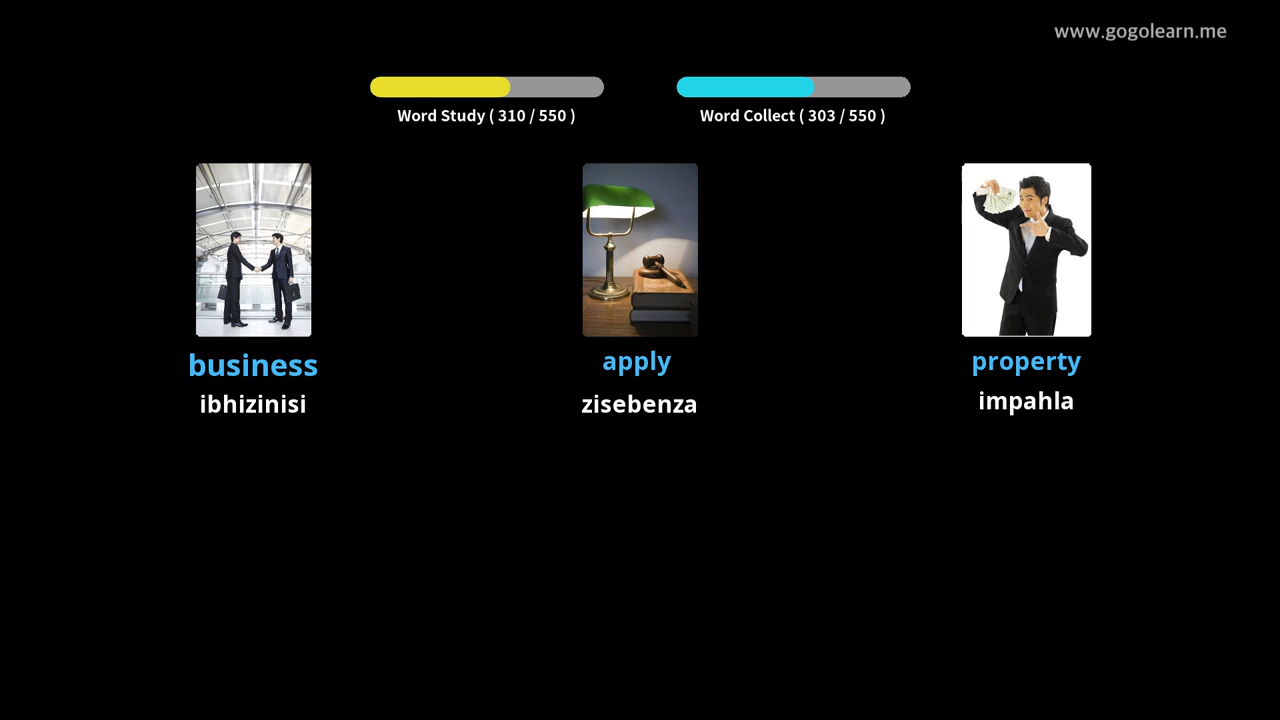 www.gogolearn.me
Word Study ( 310 / 550 )
Word Collect ( 303 / 550 )
business
apply
property
ibhizinisi
zisebenza
impahla